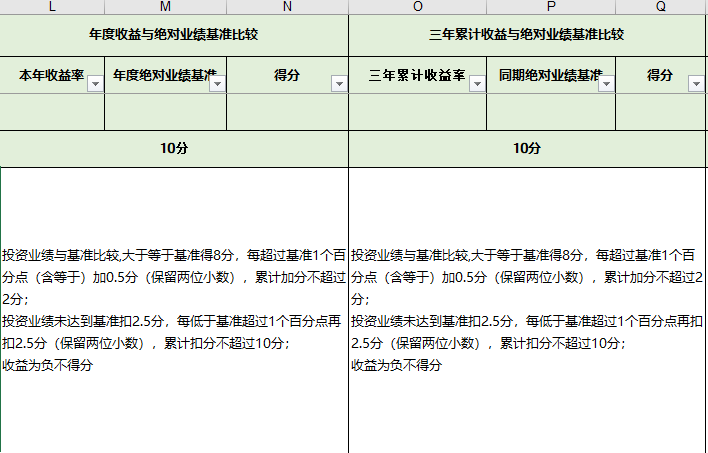 L M N O P Q
年度收益与绝对业绩基准比较 三年累计收益与绝对业绩基准比较
本年收益率 年度绝对业绩基准 得分 三年累计收益率 同期绝对业绩基准 得分
10分 10分
投资业绩与基准比较,大于等于基准得8分，每超过基准1个百
分点（含等于）加0.5分（保留两位小数），累计加分不超过
2分；
投资业绩未达到基准扣2.5分，每低于基准超过1个百分点再
扣2.5分（保留两位小数），累计扣分不超过10分；
收益为负不得分
投资业绩与基准比较,大于等于基准得8分，每超过基准1个百
分点（含等于）加0.5分（保留两位小数），累计加分不超过2
分；
投资业绩未达到基准扣2.5分，每低于基准超过1个百分点再扣
2.5分（保留两位小数），累计扣分不超过10分；
收益为负不得分